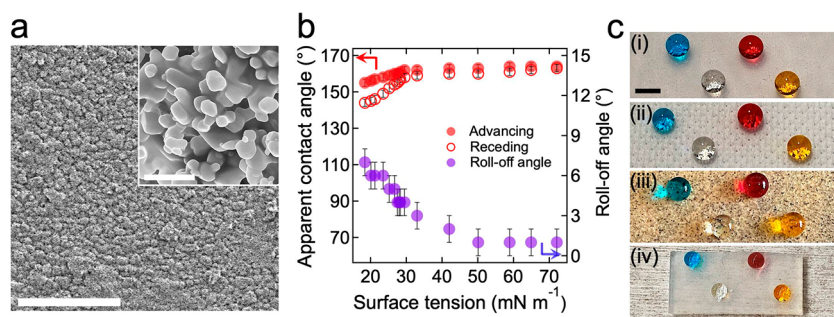 a
b
c
170
150
130
110
90
70
Apparent contact angle (°)
Advancing
Receding
Roll-off angle
15
12
9
6
3
0
Roll-off angle (°)
20 30 40 50 60 70
Surface tension (mN m⁻¹)
(i)
(ii)
(iii)
(iv)